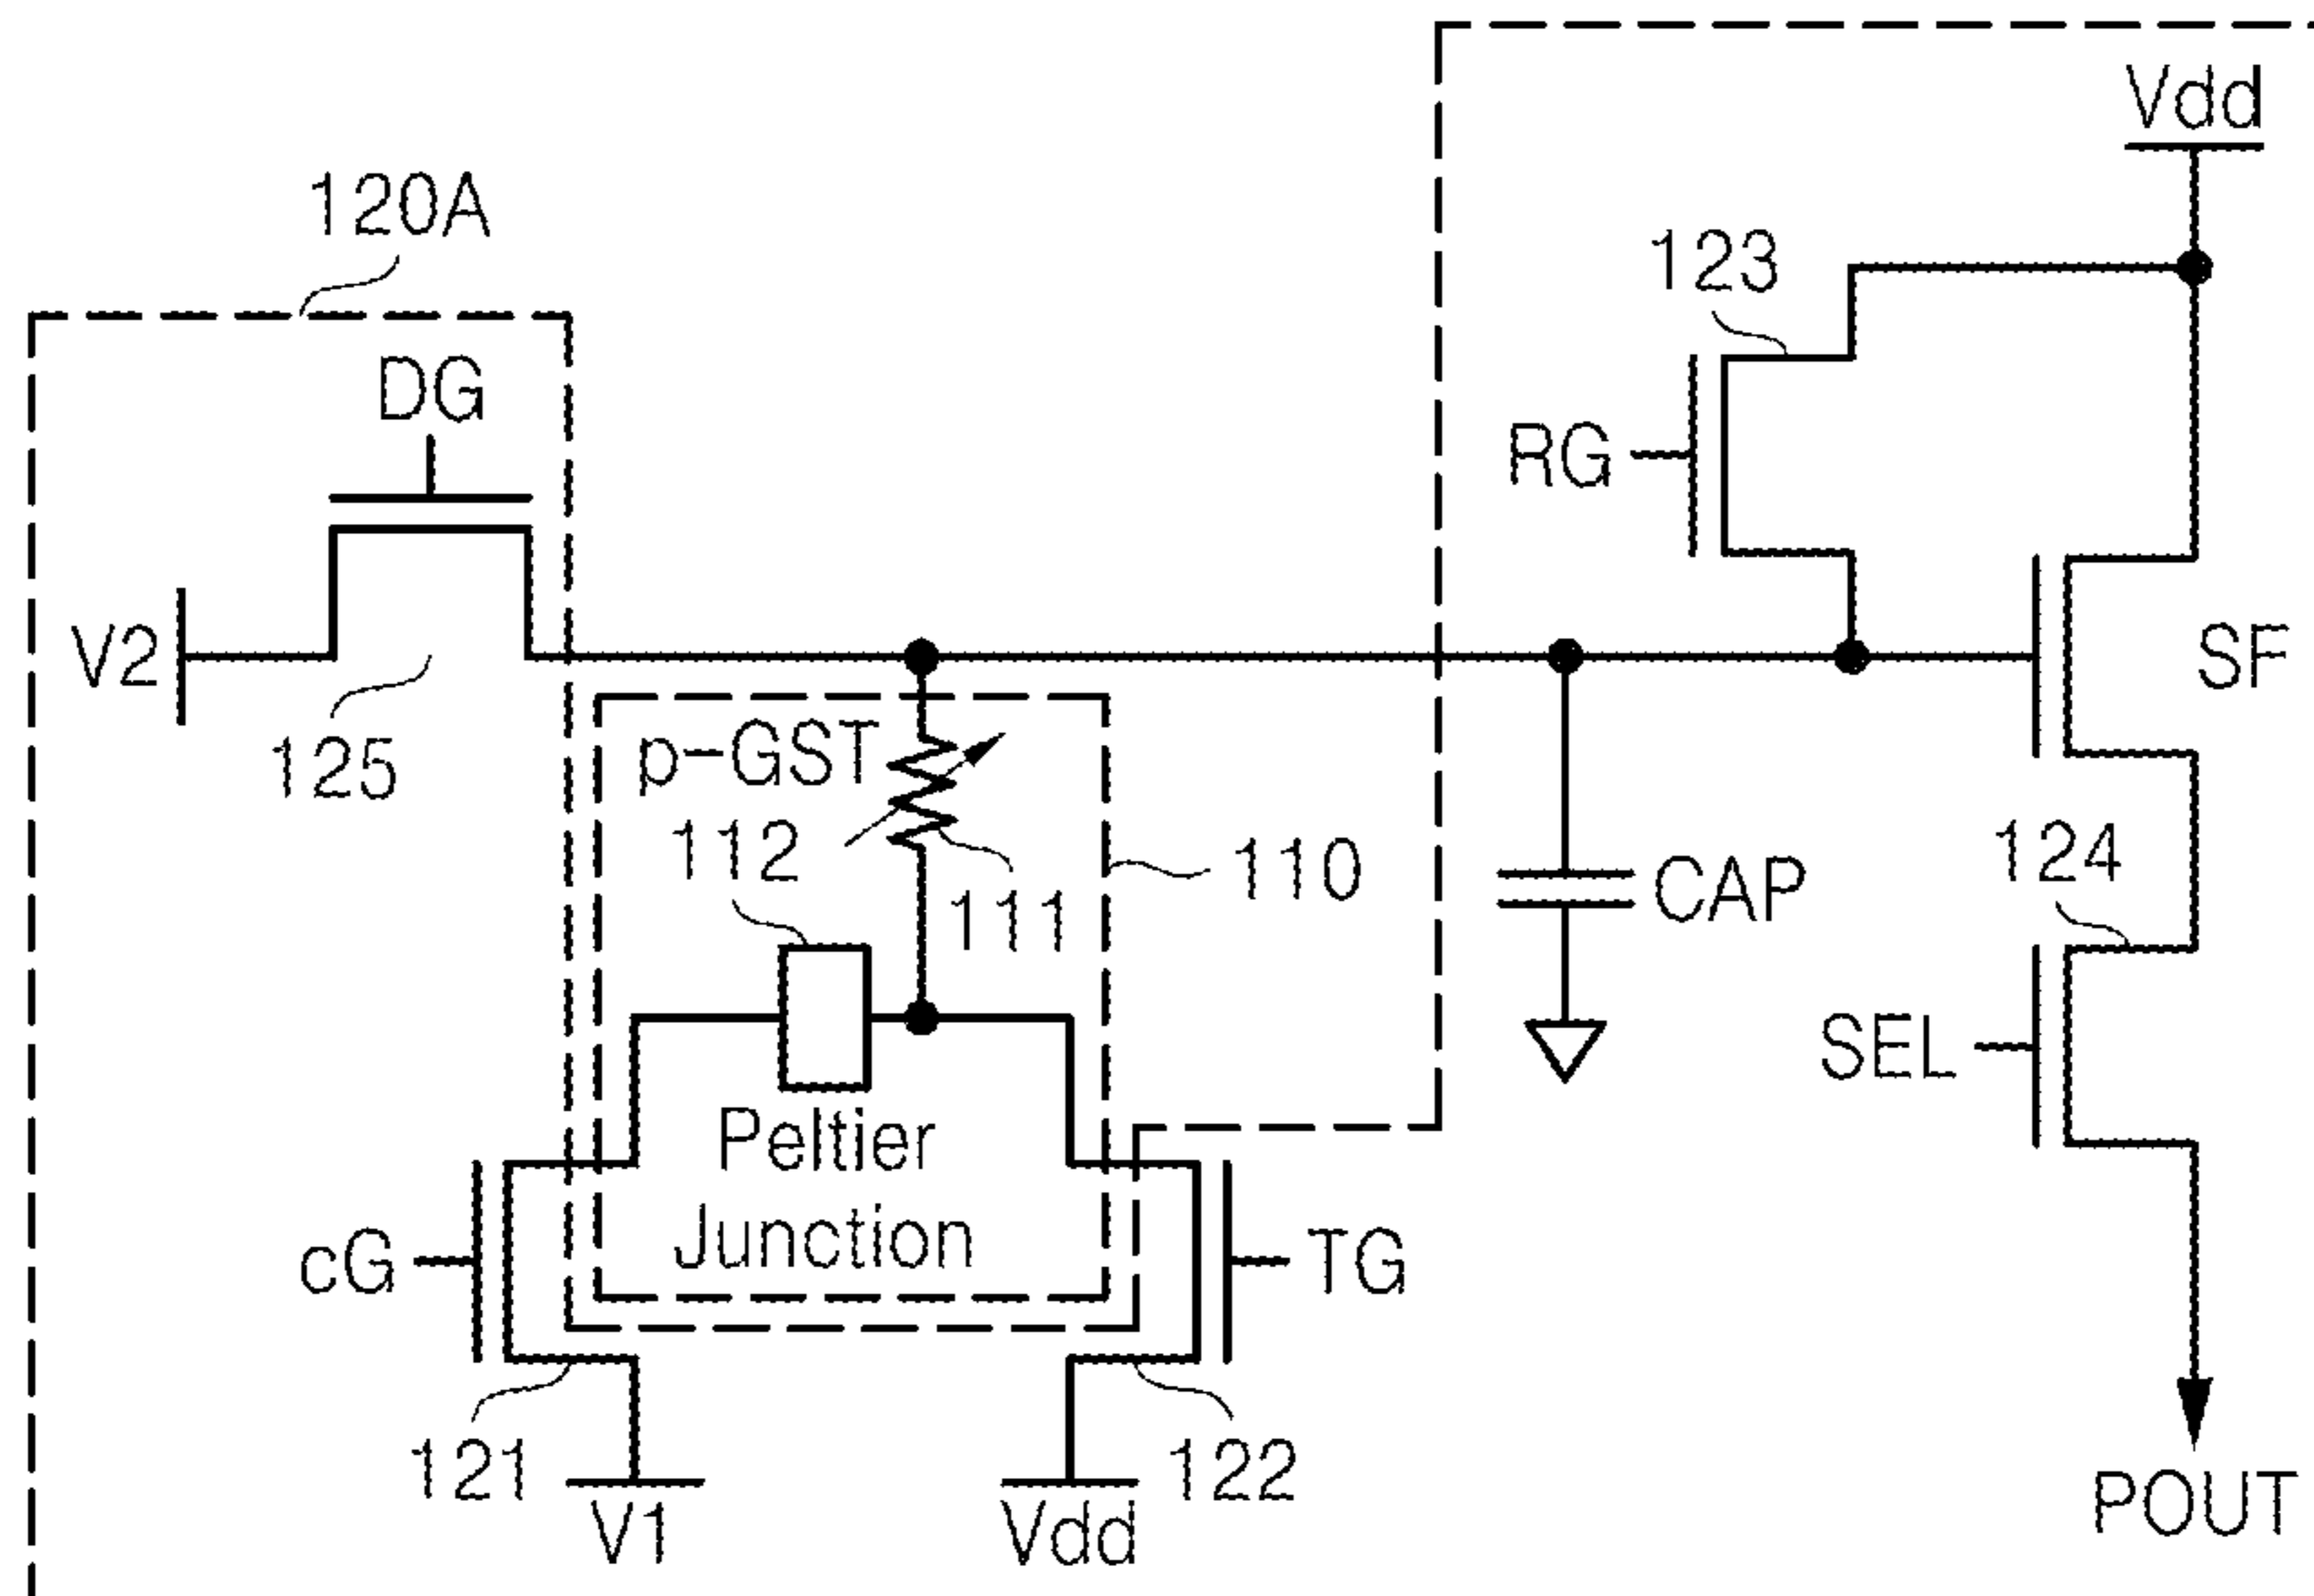 Vdd
120A
123
DG
RG
V2
SF
125
p-GST
112
111
110
CAP
124
SEL
Peltier
Junction
cG
TG
121
122
V1
Vdd
POUT